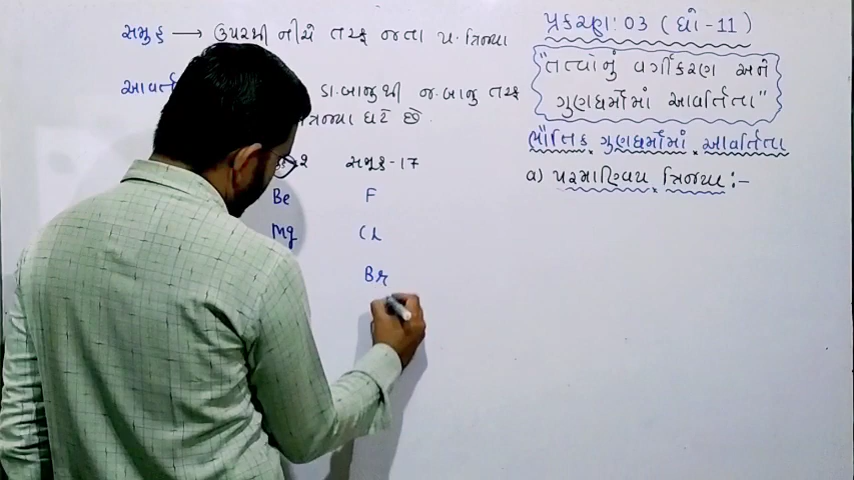 સમૂહ → ઉપરથી નીચે તરફ જતા પ. ત્રિજ્યા
ડા.બાજુથી જ.બાજુ તરફ
ત્રિજ્યા ઘટે છે.
સમૂહ-17
Be F
Mg Cl
Br
પ્રકરણ: 03 (ધો-11)
"તત્વોનું વર્ગીકરણ અને
ગુણધર્મોમાં આવર્તિતા"
ભૌતિક ગુણધર્મોમાં આવર્તિતા
a) પરમાણ્વિય ત્રિજ્યા :-